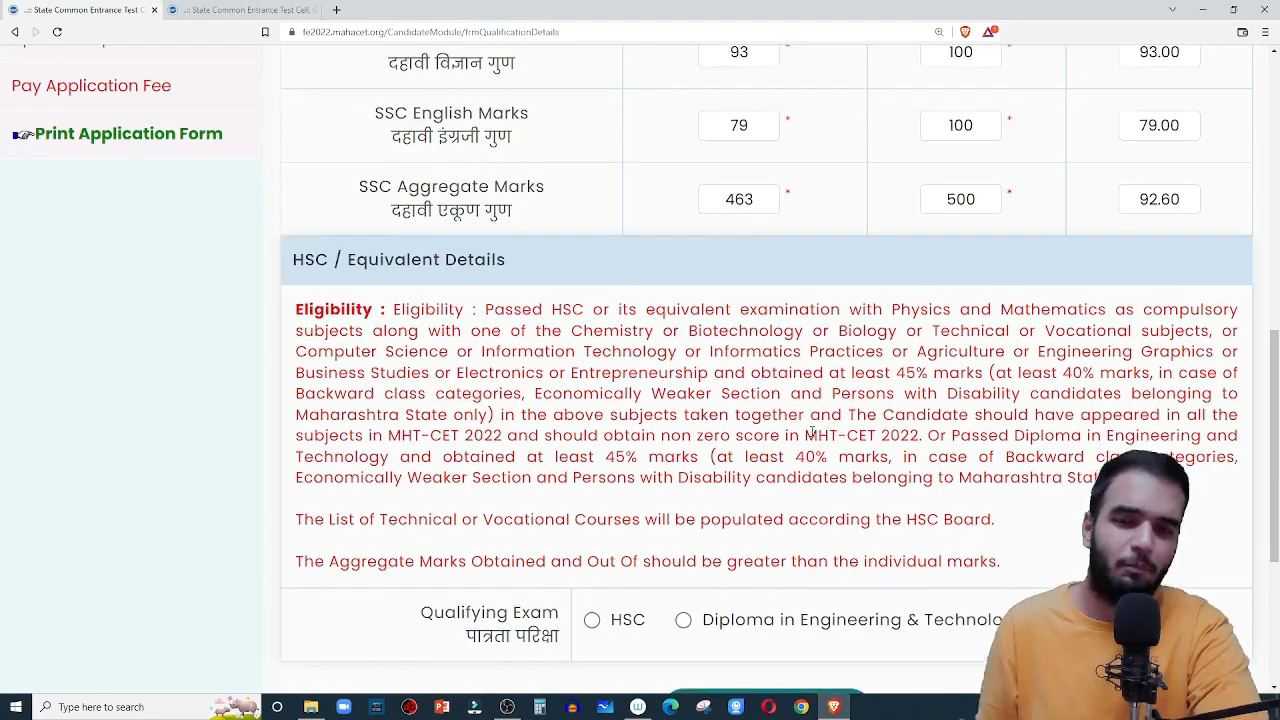 .:. State Common Entrance Test C
.:. State Common Entrance Test Cell, G
fe2022.mahacet.org/CandidateModule/frmQualificationDetails
Pay Application Fee
Print Application Form
93 * 100 * 93.00
दहावी विज्ञान गुण
SSC English Marks
दहावी इंग्रजी गुण
79 * 100 * 79.00
SSC Aggregate Marks
दहावी एकूण गुण
463 * 500 * 92.60
HSC / Equivalent Details
Eligibility : Eligibility : Passed HSC or its equivalent examination with Physics and Mathematics as compulsory
subjects along with one of the Chemistry or Biotechnology or Biology or Technical or Vocational subjects, or
Computer Science or Information Technology or Informatics Practices or Agriculture or Engineering Graphics or
Business Studies or Electronics or Entrepreneurship and obtained at least 45% marks (at least 40% marks, in case of
Backward class categories, Economically Weaker Section and Persons with Disability candidates belonging to
Maharashtra State only) in the above subjects taken together and The Candidate should have appeared in all the
subjects in MHT-CET 2022 and should obtain non zero score in MHT-CET 2022. Or Passed Diploma in Engineering and
Technology and obtained at least 45% marks (at least 40% marks, in case of Backward class categories,
Economically Weaker Section and Persons with Disability candidates belonging to Maharashtra Stat
The List of Technical or Vocational Courses will be populated according the HSC Board.
The Aggregate Marks Obtained and Out Of should be greater than the individual marks.
Qualifying Exam
पात्रता परिक्षा
HSC
Diploma in Engineering & Technolo
Type here to search